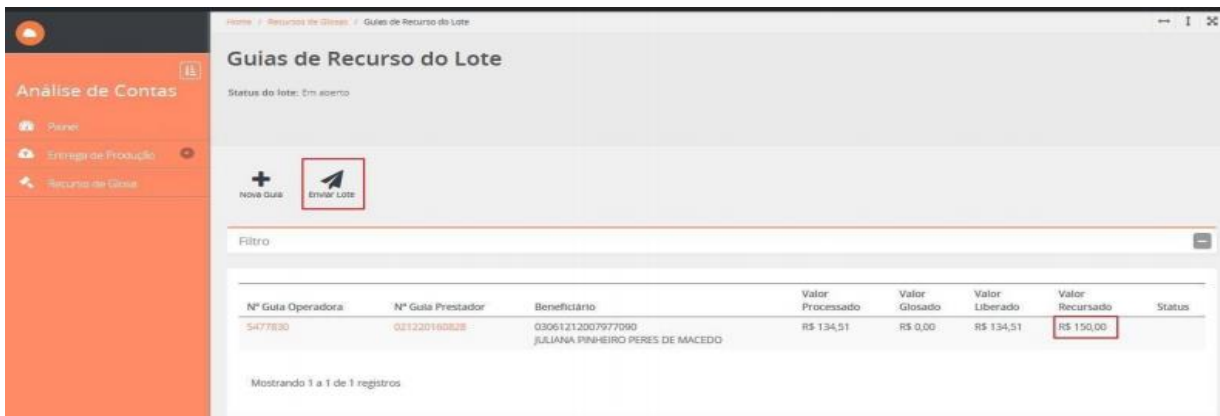 Home / Recursos de Glosas / Guias de Recurso do Lote
Guias de Recurso do Lote
Status do lote: Em aberto
Análise de Contas
Painel
Entrega de Produção
Recurso de Glosa
Nova Guia
Enviar Lote
Filtro
Nº Guia Operadora Nº Guia Prestador Beneficiário Valor Processado Valor Glosado Valor Liberado Valor Recursado Status
5477830 021220160828 03061212007977090 R$ 134,51 R$ 0,00 R$ 134,51 R$ 150,00
JULIANA PINHEIRO PERES DE MACEDO
Mostrando 1 a 1 de 1 registros